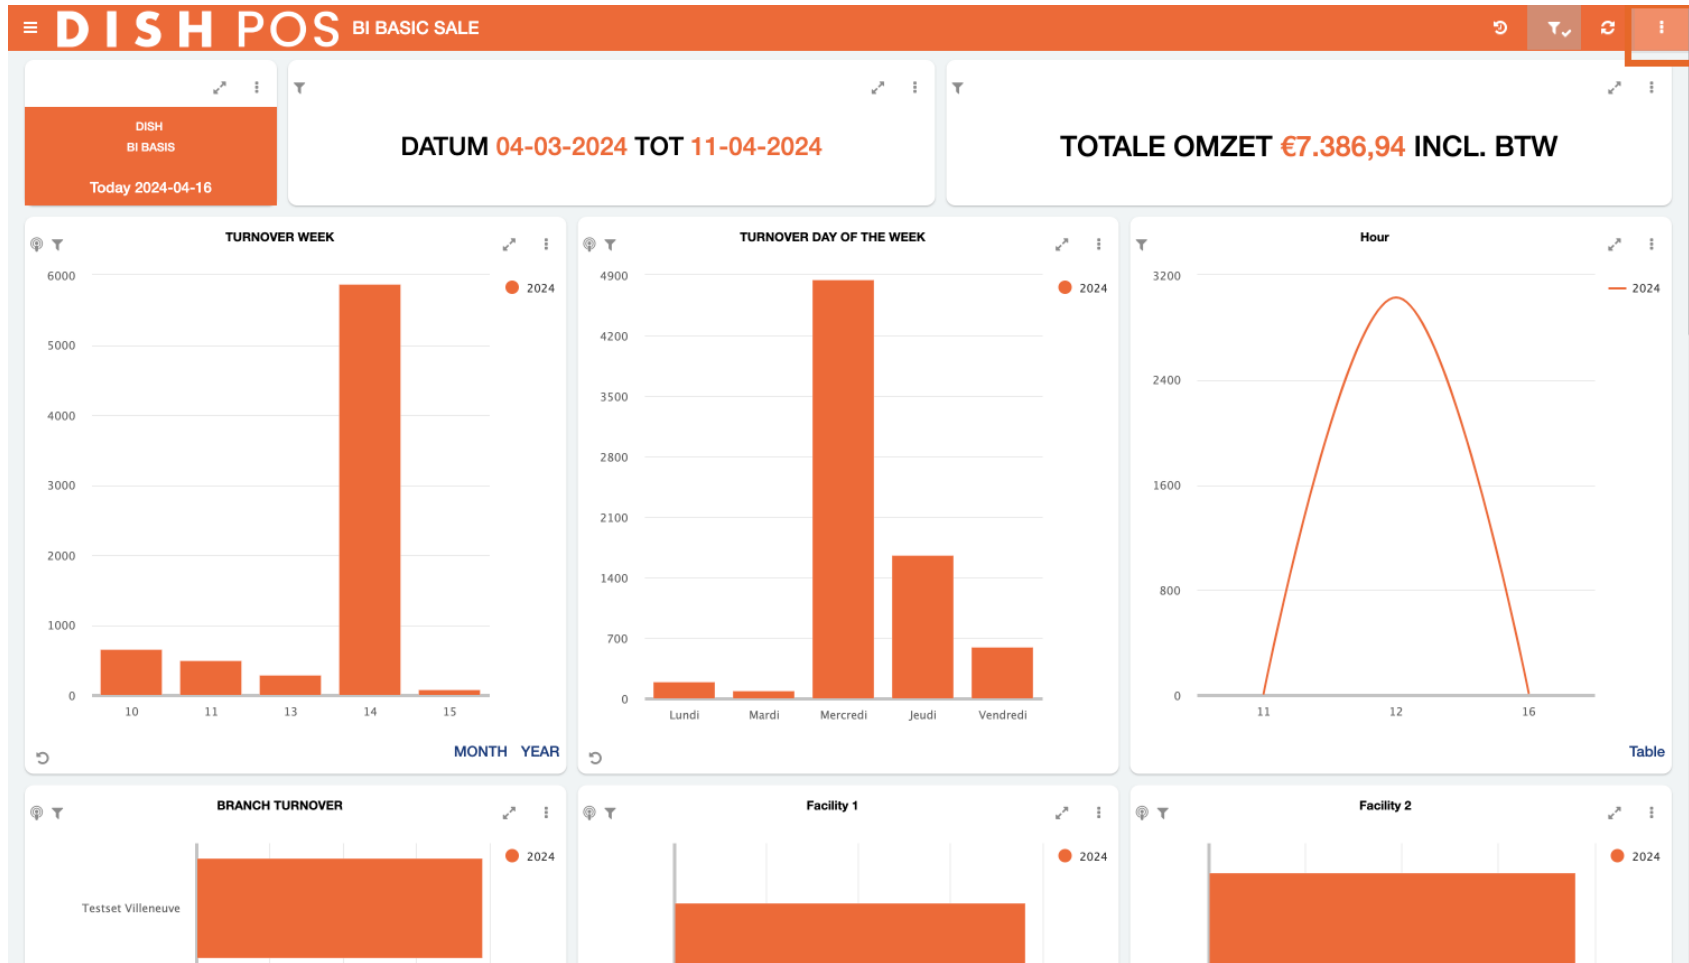 DISH POS BI BASIC SALE
DISH
BI BASIS
Today 2024-04-16
DATUM 04-03-2024 TOT 11-04-2024
TOTALE OMZET €7.386,94 INCL. BTW
TURNOVER WEEK
2024
6000
5000
4000
3000
2000
1000
0
10 11 13 14 15
MONTH YEAR
TURNOVER DAY OF THE WEEK
2024
4900
4200
3500
2800
2100
1400
700
0
Lundi Mardi Mercredi Jeudi Vendredi
Hour
2024
3200
2400
1600
800
0
11 12 16
Table
BRANCH TURNOVER
2024
Testset Villeneuve
Facility 1
2024
Facility 2
2024